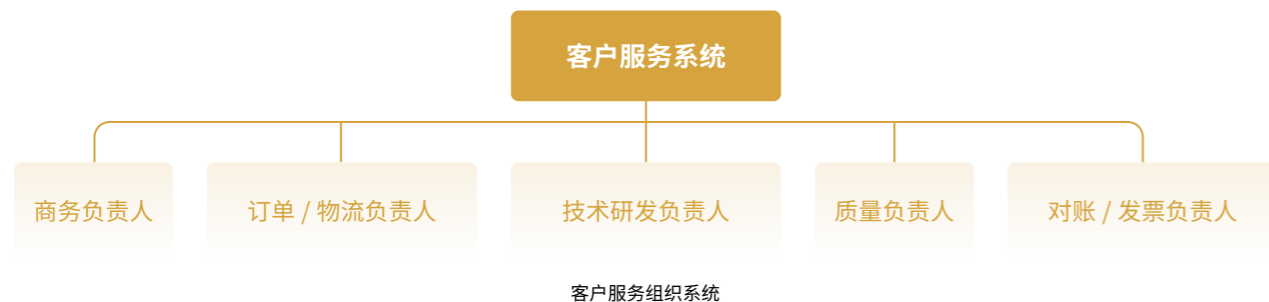 客户服务系统
商务负责人
订单 / 物流负责人
技术研发负责人
质量负责人
对账 / 发票负责人
客户服务组织系统